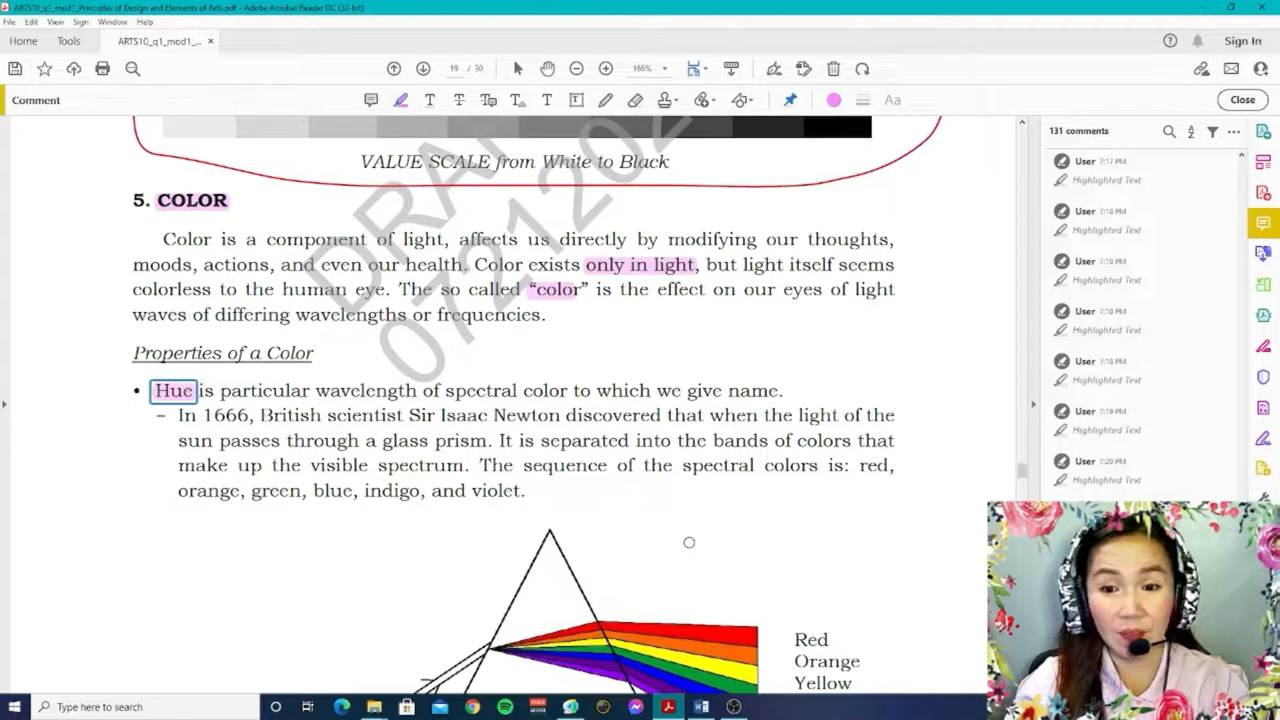 ARTS10_q1_mod1_Principles of Design and Elements of Arts.pdf - Adobe Acrobat Reader DC (32-bit)
File Edit View Sign Window Help
Home Tools ARTS10_q1_mod1_... Sign In
19 / 30 166%
Comment Close
131 comments
VALUE SCALE from White to Black
DRAFT
5. COLOR
Color is a component of light, affects us directly by modifying our thoughts,
moods, actions, and even our health. Color exists only in light, but light itself seems
colorless to the human eye. The so called “color” is the effect on our eyes of light
waves of differing wavelengths or frequencies.
Properties of a Color
• Hue is particular wavelength of spectral color to which we give name.
– In 1666, British scientist Sir Isaac Newton discovered that when the light of the
sun passes through a glass prism. It is separated into the bands of colors that
make up the visible spectrum. The sequence of the spectral colors is: red,
orange, green, blue, indigo, and violet.
Red
Orange
Yellow
User 7:17 PM
Highlighted Text
User 7:18 PM
Highlighted Text
User 7:18 PM
Highlighted Text
User 7:18 PM
Highlighted Text
User 7:18 PM
Highlighted Text
User 7:19 PM
Highlighted Text
User 7:20 PM
Highlighted Text
Type here to search